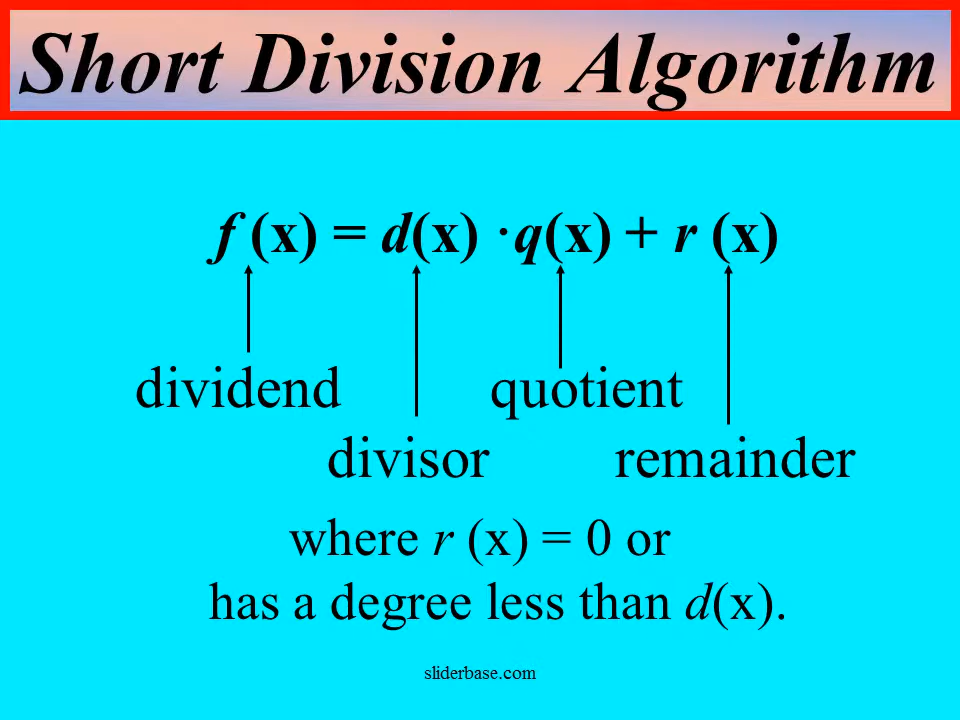 Short Division Algorithm
f (x) = d(x) ·q(x) + r (x)
dividend quotient
divisor remainder
where r (x) = 0 or
has a degree less than d(x).
sliderbase.com